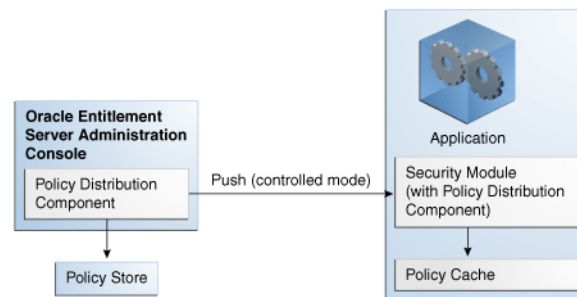 Oracle Entitlement
Server Administration
Console
Policy Distribution
Component
Policy Store
Push (controlled mode)
Application
Security Module
(with Policy Distribution
Component)
Policy Cache